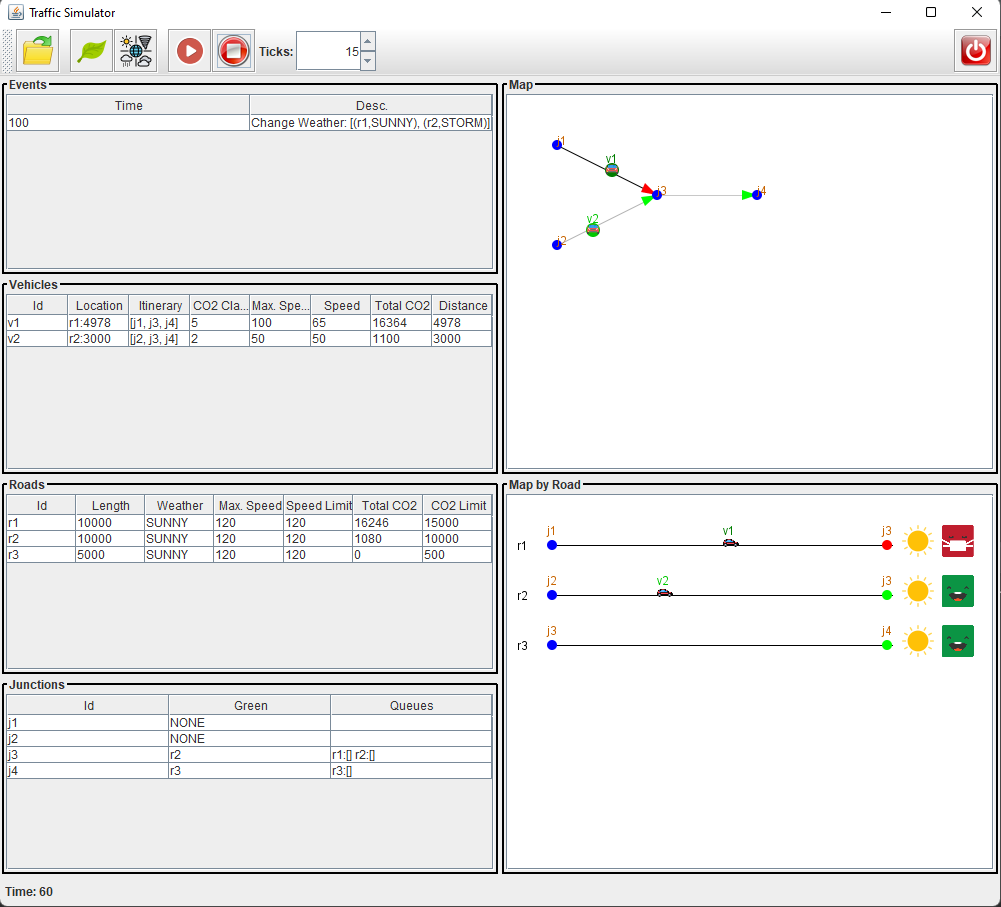 Traffic Simulator
Ticks: 15
Events
Time Desc.
100 Change Weather: [(r1,SUNNY), (r2,STORM)]
Vehicles
Id Location Itinerary CO2 Cla... Max. Spe... Speed Total CO2 Distance
v1 r1:4978 [j1, j3, j4] 5 100 65 16364 4978
v2 r2:3000 [j2, j3, j4] 2 50 50 1100 3000
Roads
Id Length Weather Max. Speed Speed Limit Total CO2 CO2 Limit
r1 10000 SUNNY 120 120 16246 15000
r2 10000 SUNNY 120 120 1080 10000
r3 5000 SUNNY 120 120 0 500
Junctions
Id Green Queues
j1 NONE
j2 NONE
j3 r2 r1:[] r2:[]
j4 r3 r3:[]
Map
j1
v1
j3 j4
v2
j2
Map by Road
j1 v1 j3
r1
j2 v2 j3
r2
j3 j4
r3
Time: 60